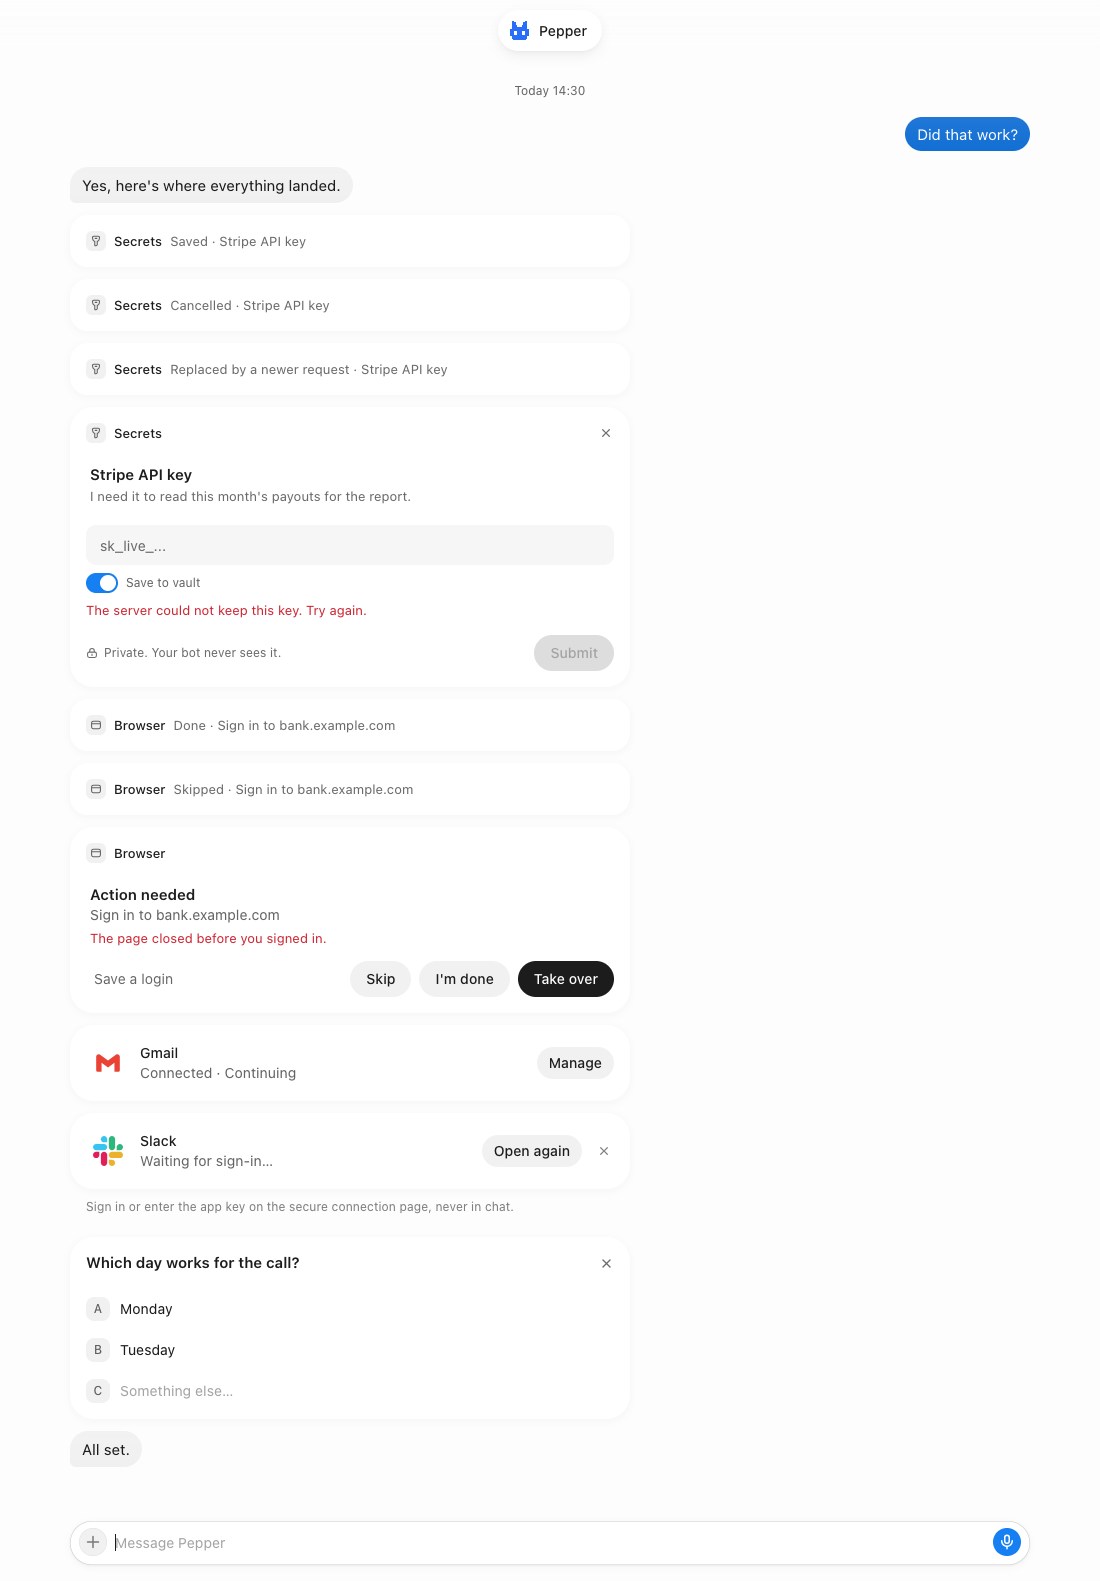 Pepper
Today 14:30
Did that work?
Yes, here's where everything landed.
Secrets Saved · Stripe API key
Secrets Cancelled · Stripe API key
Secrets Replaced by a newer request · Stripe API key
Secrets
Stripe API key
I need it to read this month's payouts for the report.
sk_live_...
Save to vault
The server could not keep this key. Try again.
Private. Your bot never sees it. Submit
Browser Done · Sign in to bank.example.com
Browser Skipped · Sign in to bank.example.com
Browser
Action needed
Sign in to bank.example.com
The page closed before you signed in.
Save a login Skip I'm done Take over
Gmail
Connected · Continuing
Manage
Slack
Waiting for sign-in...
Open again
Sign in or enter the app key on the secure connection page, never in chat.
Which day works for the call?
A Monday
B Tuesday
C Something else...
All set.
Message Pepper